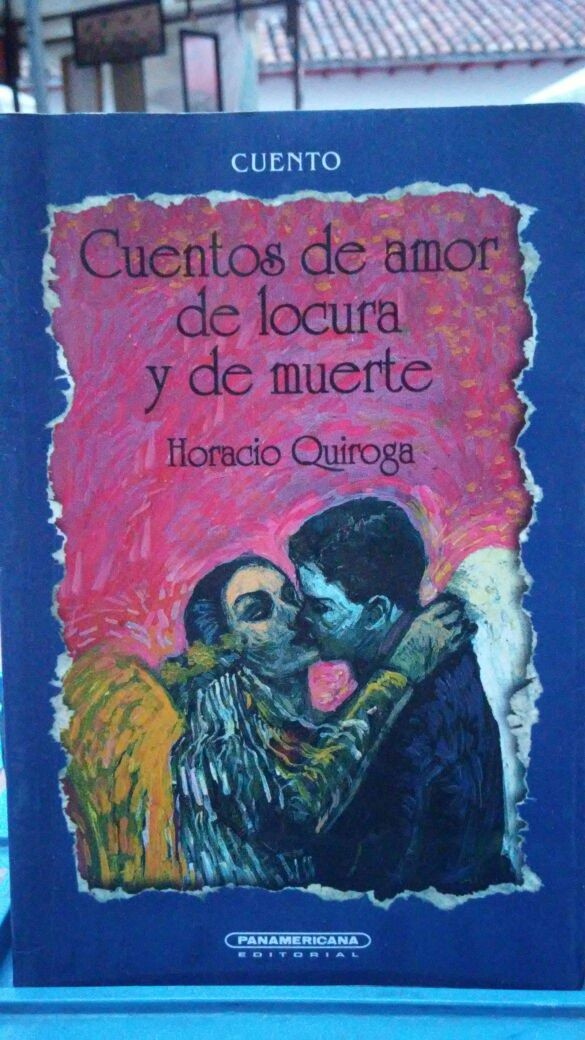 CUENTO
Cuentos de amor
de locura
y de muerte
Horacio Quiroga
PANAMERICANA
EDITORIAL